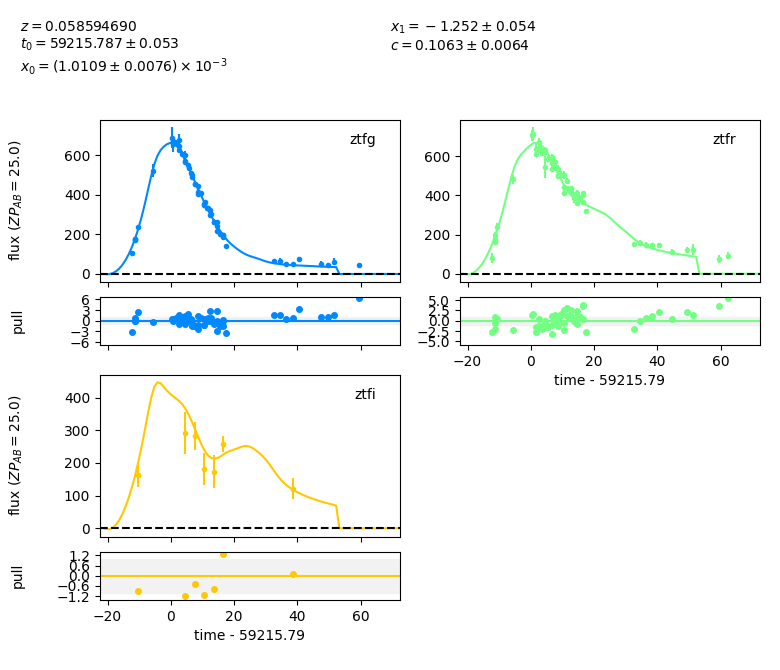 z = 0.058594690
t₀ = 59215.787 ± 0.053
x₀ = (1.0109 ± 0.0076) × 10⁻³
x₁ = −1.252 ± 0.054
c = 0.1063 ± 0.0064
flux (ZP_AB = 25.0)
600
400
200
0
ztfg
pull
6
3
0
−3
−6
600
400
200
0
ztfr
5.0
2.5
0.0
−2.5
−5.0
−20 0 20 40 60
time - 59215.79
flux (ZP_AB = 25.0)
400
300
200
100
0
ztfi
pull
1.2
0.6
0.0
−0.6
−1.2
−20 0 20 40 60
time - 59215.79